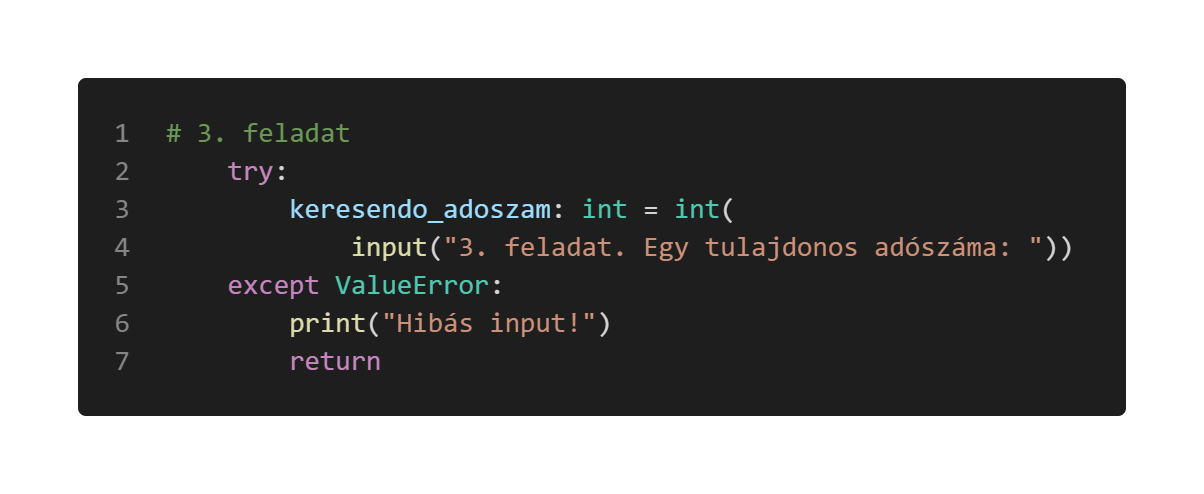 1 # 3. feladat
2     try:
3         keresendo_adoszam: int = int(
4             input("3. feladat. Egy tulajdonos adószáma: "))
5     except ValueError:
6         print("Hibás input!")
7         return